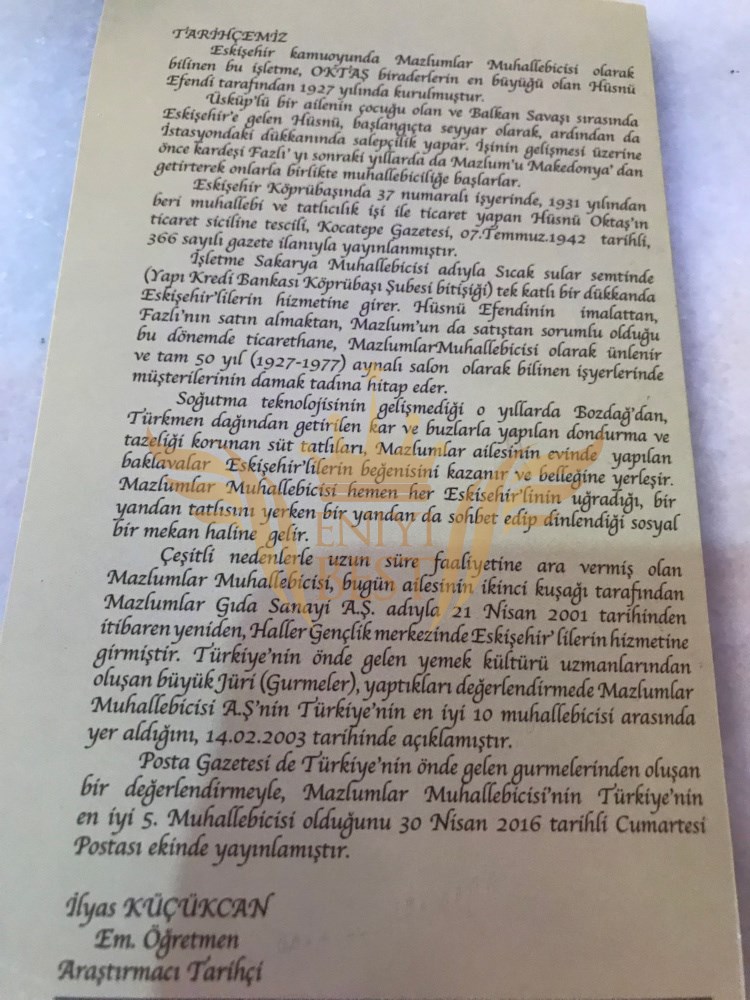 TARİHÇEMİZ
Eskişehir kamuoyunda Mazlumlar Muhallebicisi olarak
bilinen bu işletme, OKTAŞ biraderlerin en büyüğü olan Hüsnü
Efendi tarafından 1927 yılında kurulmuştur.
Üsküp'lü bir ailenin çocuğu olan ve Balkan Savaşı sırasında
Eskişehir'e gelen Hüsnü, başlangıçta seyyar olarak, ardından da
İstasyondaki dükkanında salepçilik yapar. İşinin gelişmesi üzerine
önce kardeşi Fazlı' yı sonraki yıllarda da Mazlum'u Makedonya' dan
getirterek onlarla birlikte muhallebiciliğe başlarlar.
Eskişehir Köprübaşında 37 numaralı işyerinde, 1931 yılından
beri muhallebi ve tatlıcılık işi ile ticaret yapan Hüsnü Oktaş'ın
ticaret siciline tescili, Kocatepe Gazetesi, 07.Temmuz.1942 tarihli,
366 sayılı gazete ilanıyla yayınlanmıştır.
İşletme Sakarya Muhallebicisi adıyla Sıcak sular semtinde
(Yapı Kredi Bankası Köprübaşı Şubesi bitişiği) tek katlı bir dükkanda
Eskişehir'lilerin hizmetine girer. Hüsnü Efendinin imalattan,
Fazlı'nın satın almaktan, Mazlum'un da satıştan sorumlu olduğu
bu dönemde ticarethane, MazlumlarMuhallebicisi olarak ünlenir
ve tam 50 yıl (1927-1977) aynalı salon olarak bilinen işyerlerinde
müşterilerinin damak tadına hitap eder.
Soğutma teknolojisinin gelişmediği o yıllarda Bozdağ'dan,
Türkmen dağından getirilen kar ve buzlarla yapılan dondurma ve
tazeliği korunan süt tatlıları, Mazlumlar ailesinin evinde yapılan
baklavalar Eskişehir'lilerin beğenisini kazanır ve belleğine yerleşir.
Mazlumlar Muhallebicisi hemen her Eskisehir'linin uğradığı, bir
yandan tatlısını yerken bir yandan da sohbet edip dinlendiği sosyal
bir mekan haline gelir.
ENİYİ
BEST
Çeşitli nedenlerle uzun süre faaliyetine ara vermiş olan
Mazlumlar Muhallebicisi, bugün ailesinin ikinci kuşağı tarafından
Mazlumlar Gıda Sanayi A.Ş. adıyla 21 Nisan 2001 tarihinden
itibaren yeniden, Haller Gençlik merkezinde Eskişehir' lilerin hizmetine
girmiştir. Türkiye'nin önde gelen yemek kültürü uzmanlarından
oluşan büyük Jüri (Gurmeler), yaptıkları değerlendirmede Mazlumlar
Muhallebicisi A.Ş'nin Türkiye'nin en iyi 10 muhallebicisi arasında
yer aldığını, 14.02.2003 tarihinde açıklamıştır.
Posta Gazetesi de Türkiye'nin önde gelen gurmelerinden oluşan
bir değerlendirmeyle, Mazlumlar Muhallebicisi'nin Türkiye'nin
en iyi 5. Muhallebicisi olduğunu 30 Nisan 2016 tarihli Cumartesi
Postası ekinde yayınlamıştır.
İlyas KÜÇÜKCAN
Em. Öğretmen
Araştırmacı Tarihçi